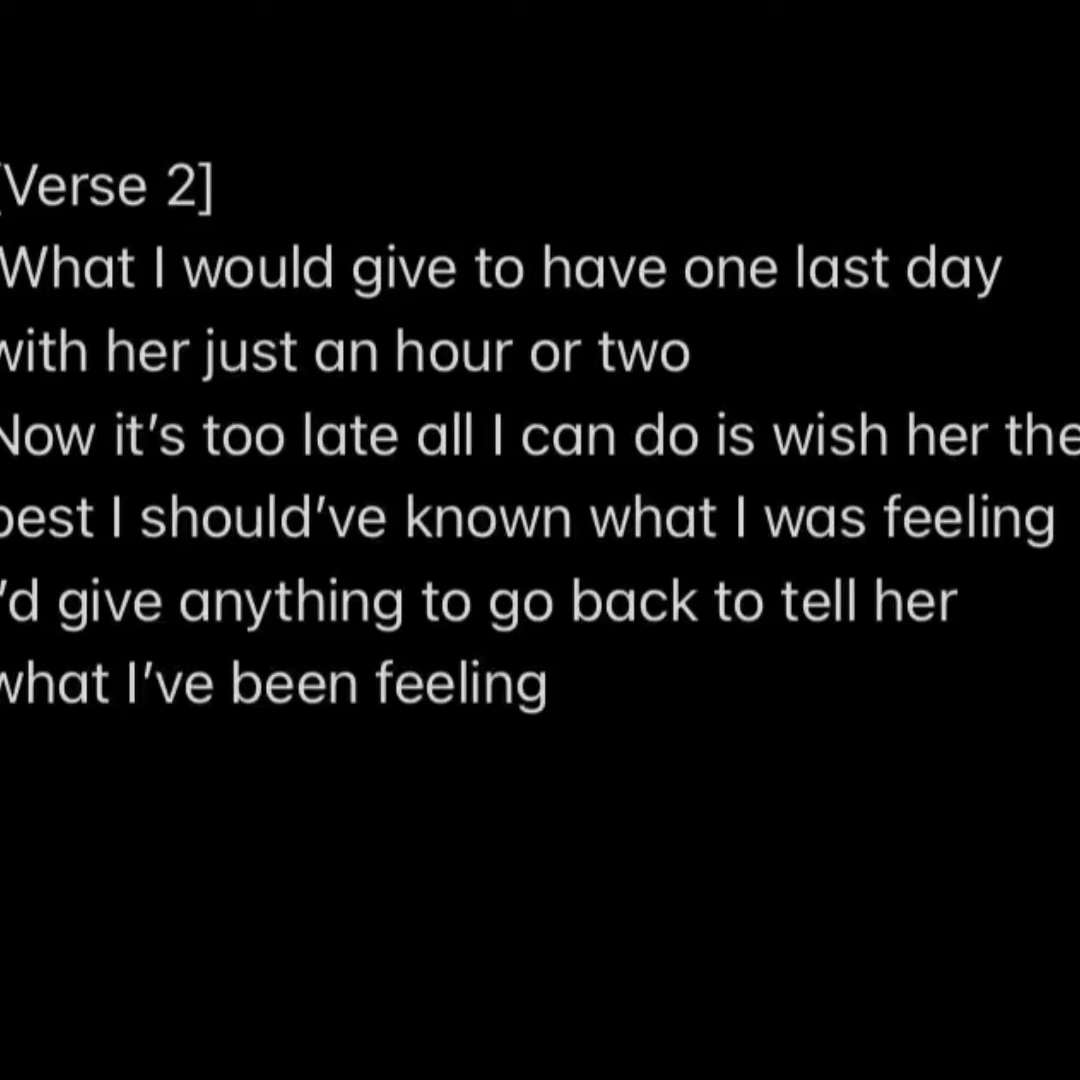 [Verse 2]
What I would give to have one last day
with her just an hour or two
Now it’s too late all I can do is wish her the
best I should’ve known what I was feeling
I’d give anything to go back to tell her
what I’ve been feeling